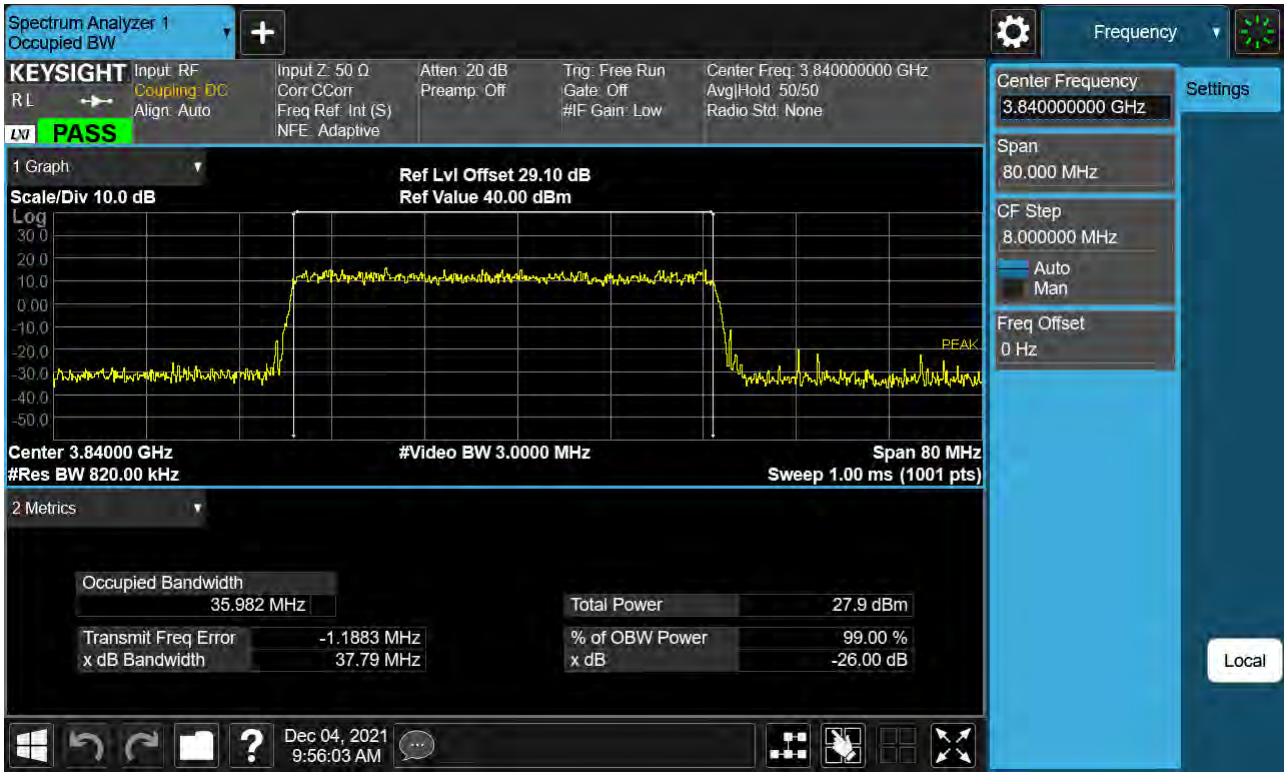 Spectrum Analyzer 1
Occupied BW
+
Frequency
KEYSIGHT
RL
LXI
PASS
Input: RF
Coupling: DC
Align: Auto
Input Z: 50 Ω
Corr CCorr
Freq Ref: Int (S)
NFE: Adaptive
Atten: 20 dB
Preamp: Off
Trig: Free Run
Gate: Off
#IF Gain: Low
Center Freq: 3.840000000 GHz
Avg|Hold: 50/50
Radio Std: None
Center Frequency
3.840000000 GHz
Settings
Span
80.000 MHz
CF Step
8.000000 MHz
Auto
Man
Freq Offset
0 Hz
Local
1 Graph
Scale/Div 10.0 dB
Ref Lvl Offset 29.10 dB
Ref Value 40.00 dBm
Log
30.0
20.0
10.0
0.00
-10.0
-20.0
-30.0
-40.0
-50.0
PEAK
Center 3.84000 GHz
#Res BW 820.00 kHz
#Video BW 3.0000 MHz
Span 80 MHz
Sweep 1.00 ms (1001 pts)
2 Metrics
Occupied Bandwidth
35.982 MHz
Total Power 27.9 dBm
Transmit Freq Error -1.1883 MHz
% of OBW Power 99.00 %
x dB Bandwidth 37.79 MHz
x dB -26.00 dB
?
Dec 04, 2021
9:56:03 AM